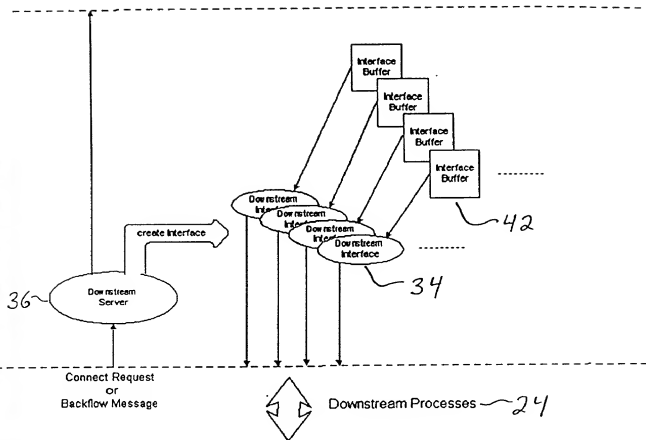 Interface
Buffer
Interface
Buffer
Interface
Buffer
Interface
Buffer
42
Downstream
Downstream
Downstream
Downstream
Interface
34
create Interface
36
Downstream
Server
Connect Request
or
Backflow Message
Downstream Processes
24